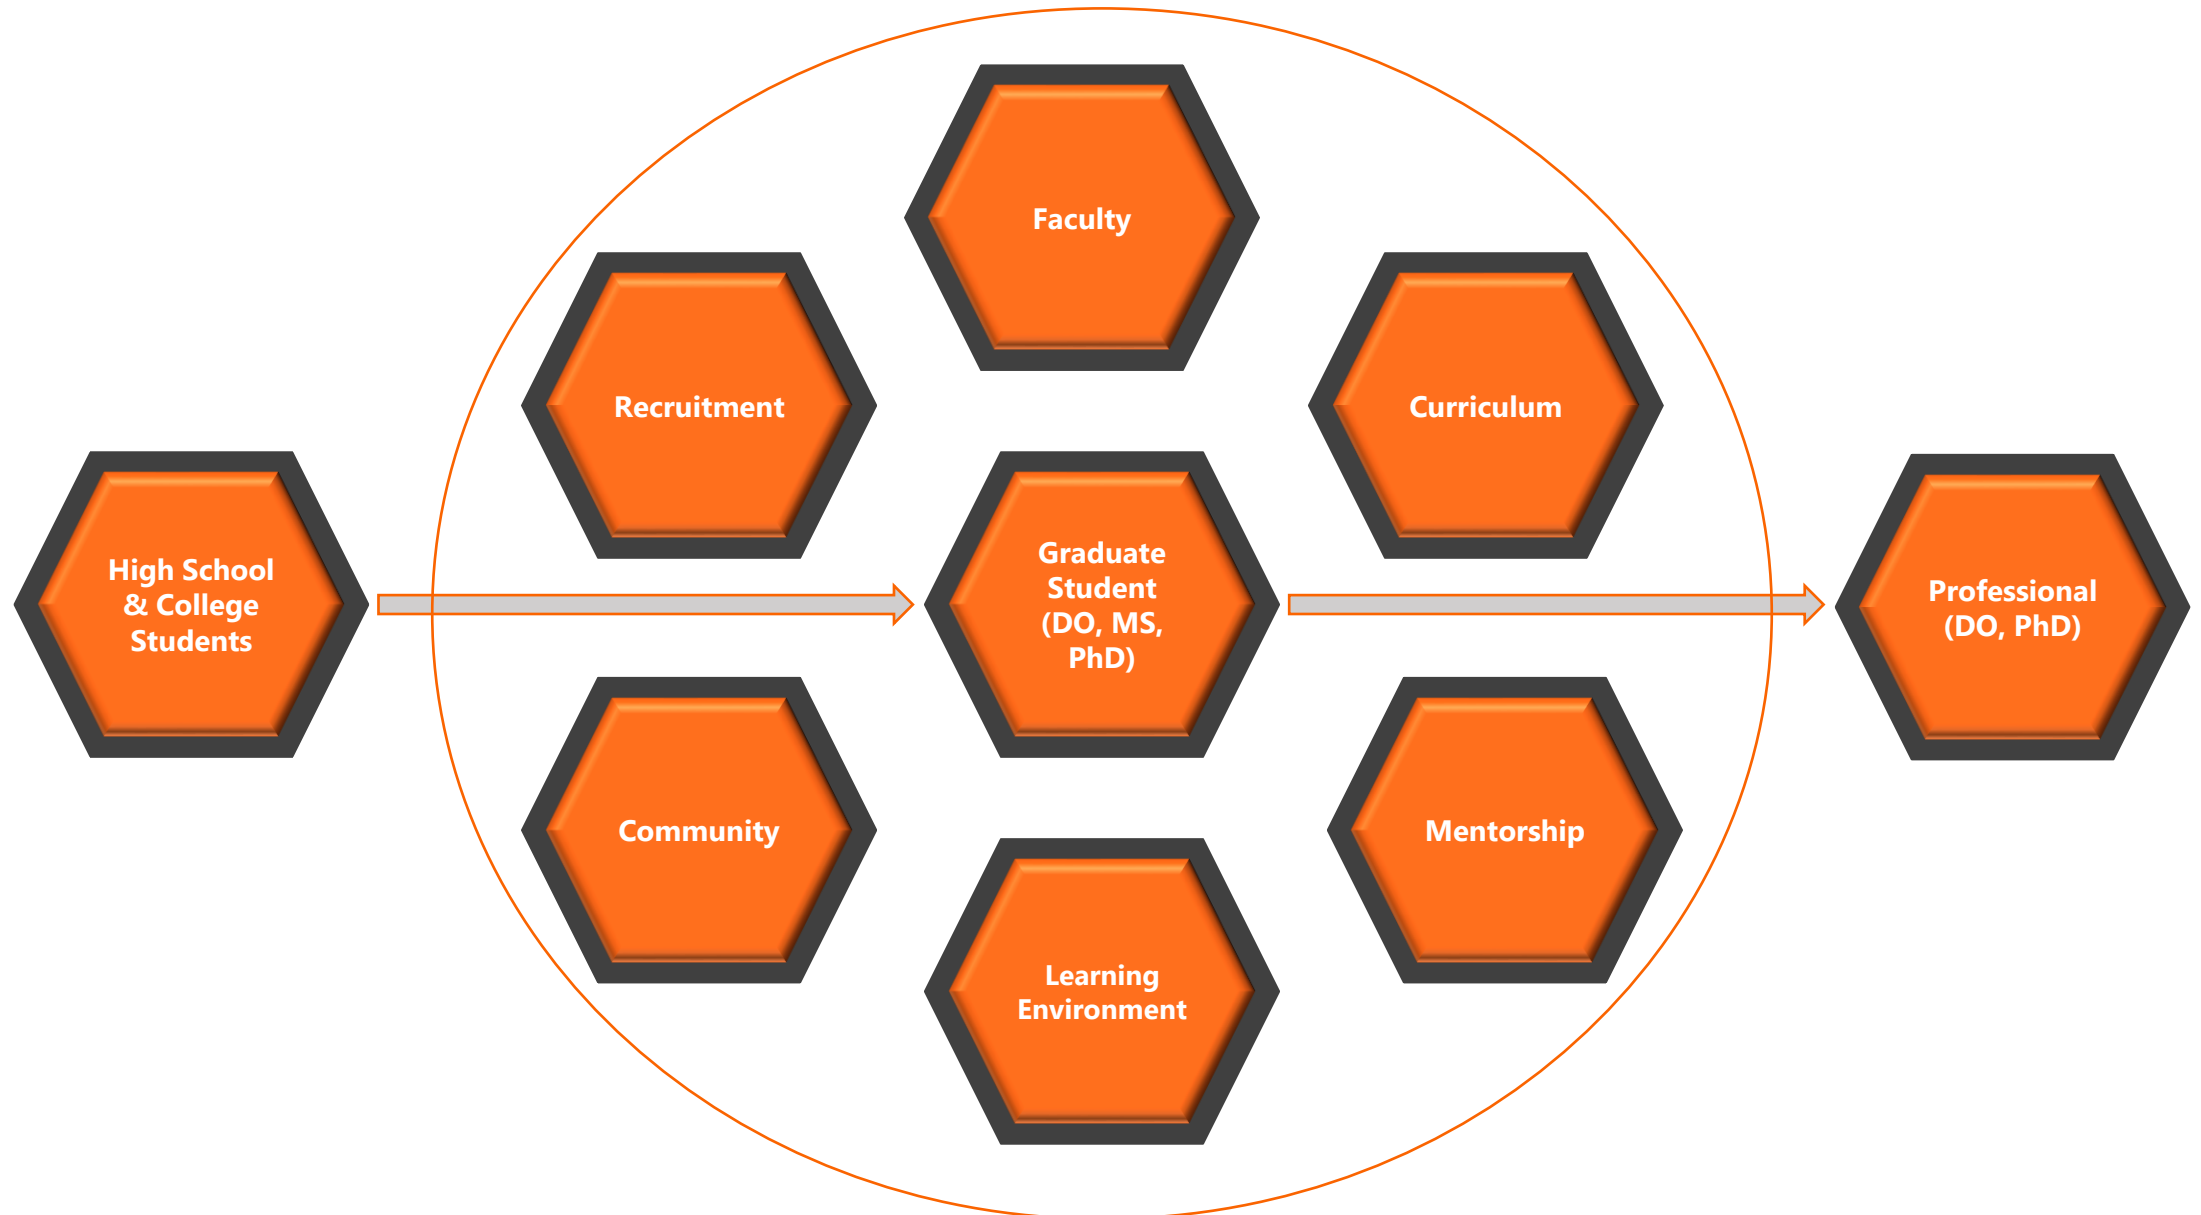 Faculty
Recruitment
Curriculum
High School
& College
Students
Graduate
Student
(DO, MS,
PhD)
Professional
(DO, PhD)
Community
Mentorship
Learning
Environment